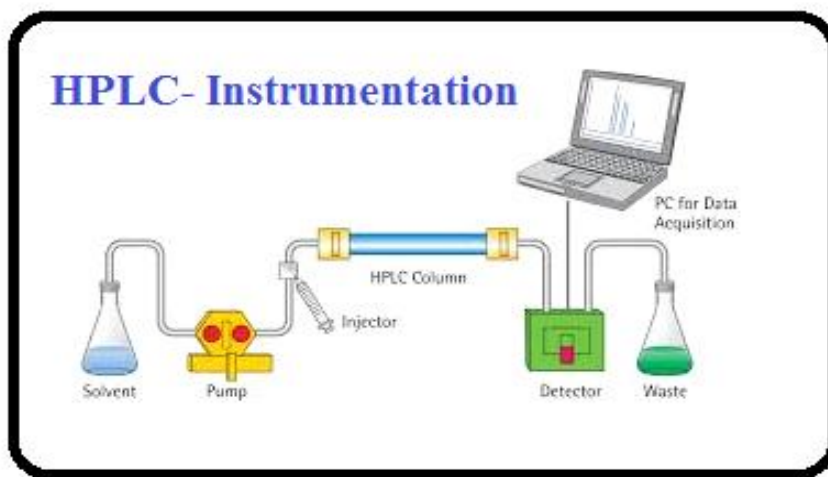 HPLC- Instrumentation
PC for Data
Acquisition
HPLC Column
Injector
Solvent
Pump
Detector
Waste